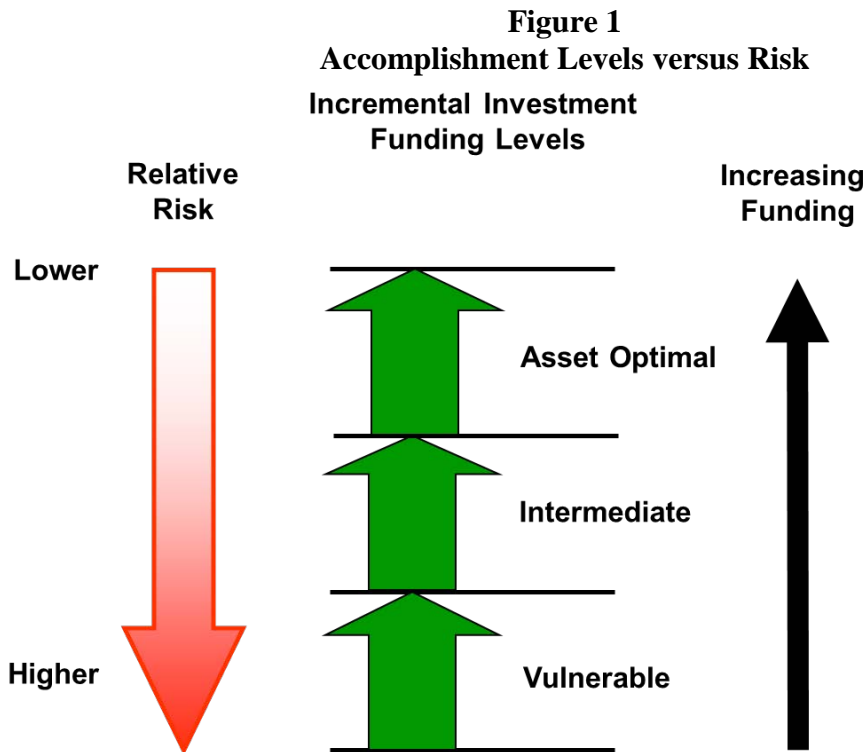 Figure 1
Accomplishment Levels versus Risk
Incremental Investment
Funding Levels
Relative
Risk
Increasing
Funding
Lower
Asset Optimal
Intermediate
Higher
Vulnerable